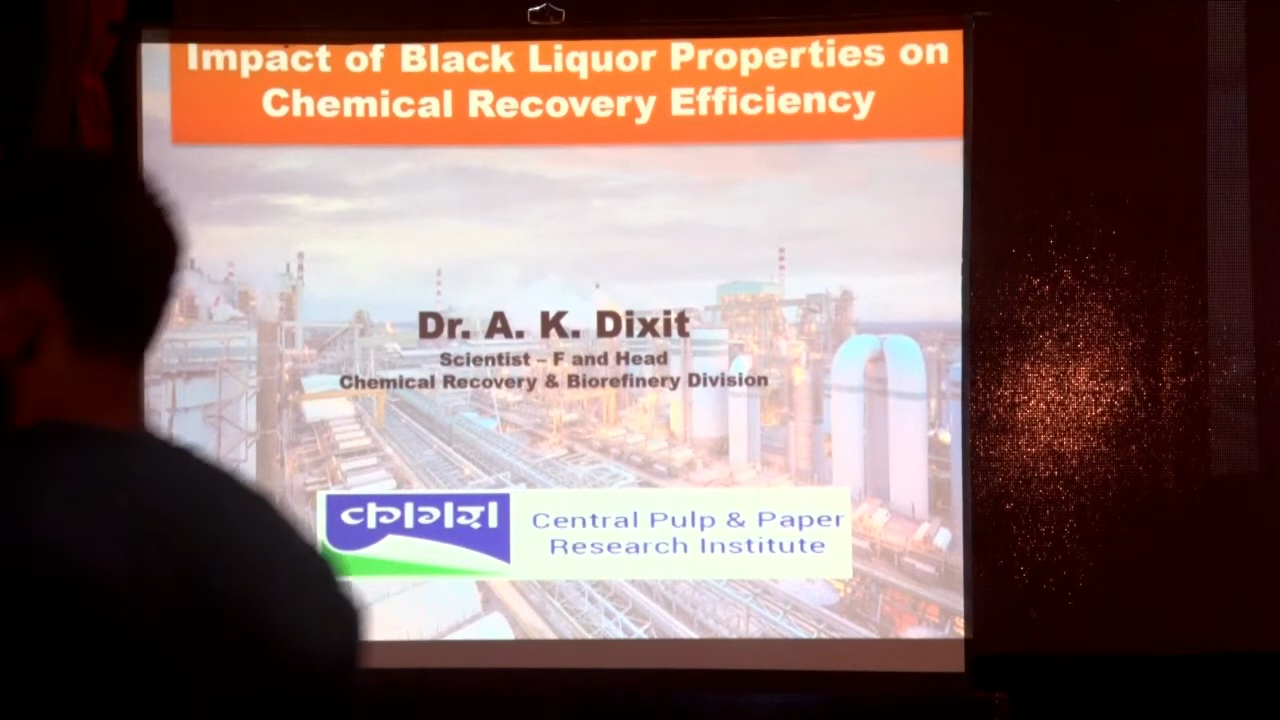 Impact of Black Liquor Properties on
Chemical Recovery Efficiency
Dr. A. K. Dixit
Scientist – F and Head
Chemical Recovery & Biorefinery Division
Central Pulp & Paper
Research Institute